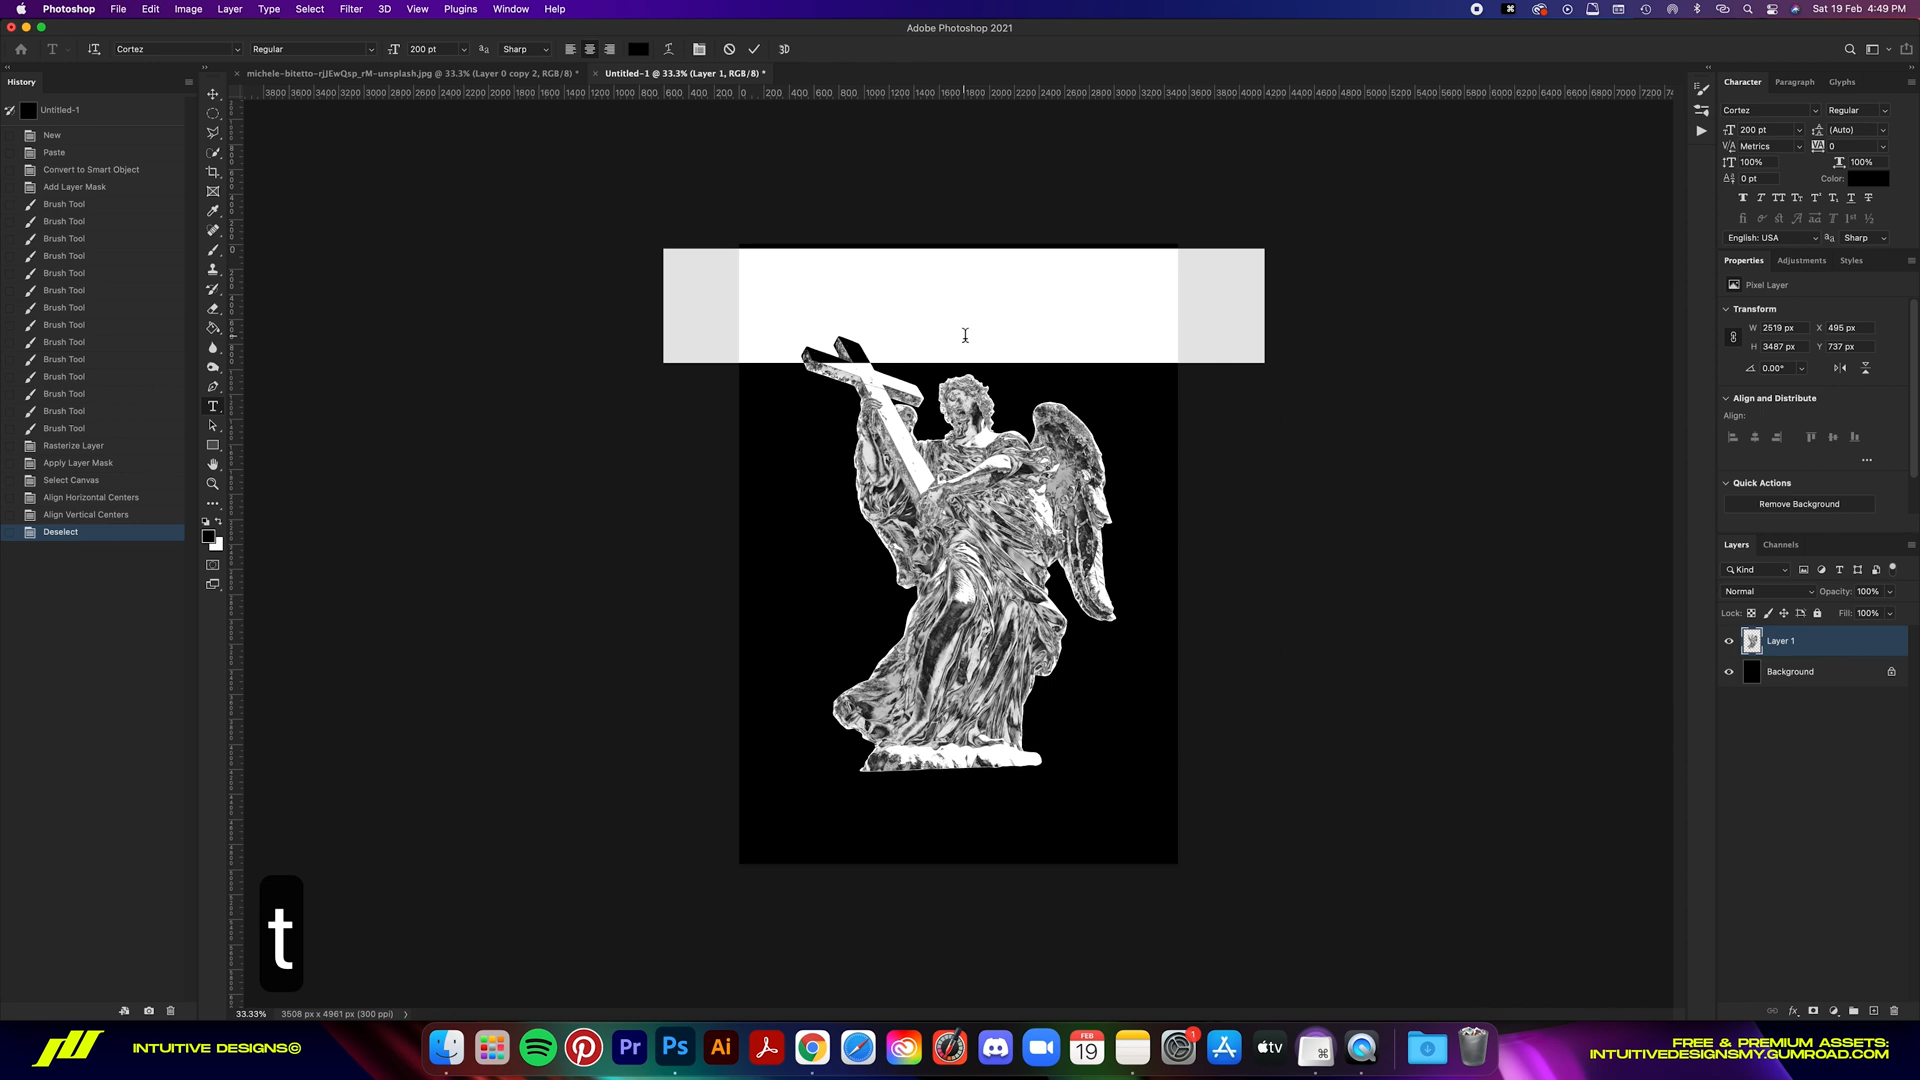 Photoshop File Edit Image Layer Type Select Filter 3D View Plugins Window Help
Sat 19 Feb 4:49 PM
Adobe Photoshop 2021
Cortez Regular 200 pt Sharp
michele-bitetto-rjJEwQsp_rM-unsplash.jpg @ 33.3% (Layer 0 copy 2, RGB/8) *
Untitled-1 @ 33.3% (Layer 1, RGB/8) *
History
Untitled-1
New
Paste
Convert to Smart Object
Add Layer Mask
Brush Tool
Brush Tool
Brush Tool
Brush Tool
Brush Tool
Brush Tool
Brush Tool
Brush Tool
Brush Tool
Brush Tool
Brush Tool
Brush Tool
Brush Tool
Brush Tool
Rasterize Layer
Apply Layer Mask
Select Canvas
Align Horizontal Centers
Align Vertical Centers
Deselect
t
33.33% 3508 px x 4961 px (300 ppi)
Character Paragraph Glyphs
Cortez Regular
200 pt (Auto)
Metrics 0
100% 100%
0 pt Color:
English: USA Sharp
Properties Adjustments Styles
Pixel Layer
Transform
W 2519 px X 495 px
H 3487 px Y 737 px
0.00°
Align and Distribute
Align:
Quick Actions
Remove Background
Layers Channels
Kind
Normal Opacity: 100%
Lock: Fill: 100%
Layer 1
Background
INTUITIVE DESIGNS©
Pr Ps Ai
FEB
19
1
tv
FREE & PREMIUM ASSETS:
INTUITIVEDESIGNSMY.GUMROAD.COM